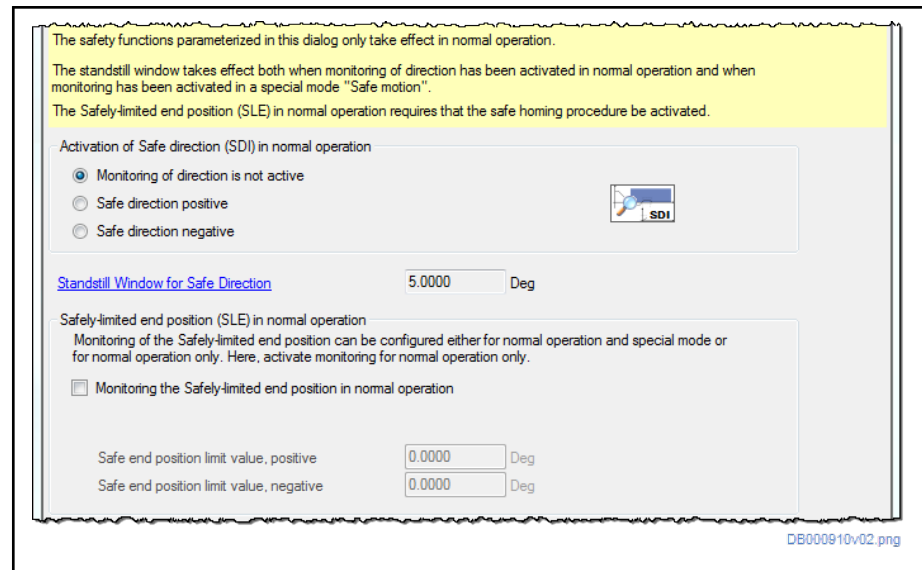 The safety functions parameterized in this dialog only take effect in normal operation.
The standstill window takes effect both when monitoring of direction has been activated in normal operation and when
monitoring has been activated in a special mode "Safe motion".
The Safely-limited end position (SLE) in normal operation requires that the safe homing procedure be activated.
Activation of Safe direction (SDI) in normal operation
Monitoring of direction is not active
Safe direction positive
SDI
Safe direction negative
Standstill Window for Safe Direction 5.0000 Deg
Safely-limited end position (SLE) in normal operation
Monitoring of the Safely-limited end position can be configured either for normal operation and special mode or
for normal operation only. Here, activate monitoring for normal operation only.
Monitoring the Safely-limited end position in normal operation
Safe end position limit value, positive 0.0000 Deg
Safe end position limit value, negative 0.0000 Deg
DB000910v02.png